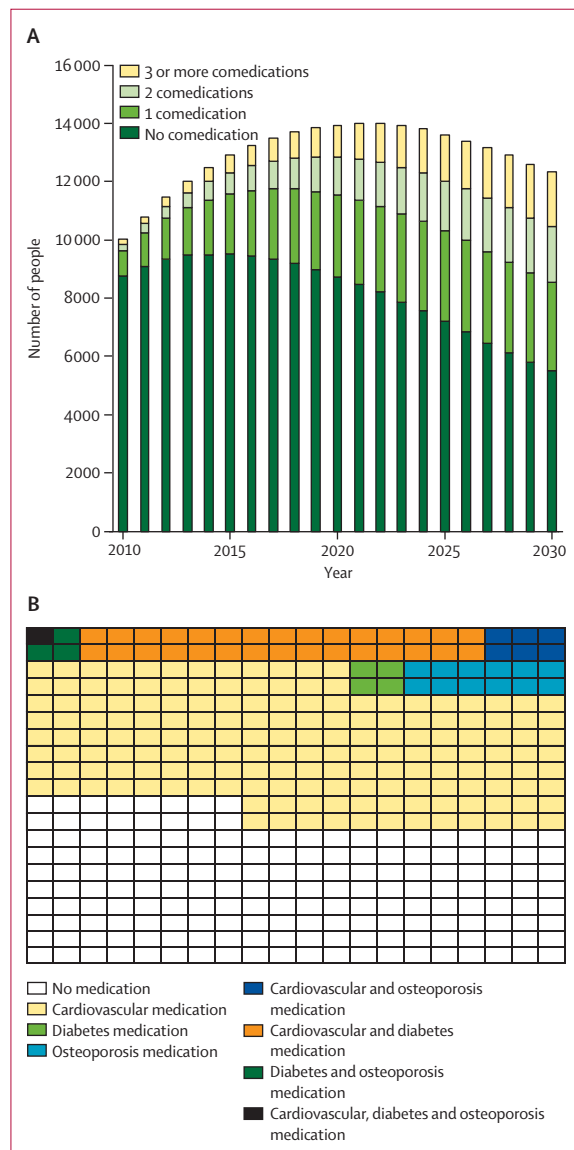 A
16 000
14 000
12 000
10 000
8000
6000
4000
2000
0
Number of people
3 or more comedications
2 comedications
1 comedication
No comedication
2010
2015
2020
2025
2030
Year
B
No medication
Cardiovascular medication
Diabetes medication
Osteoporosis medication
Cardiovascular and osteoporosis
medication
Cardiovascular and diabetes
medication
Diabetes and osteoporosis
medication
Cardiovascular, diabetes and osteoporosis
medication